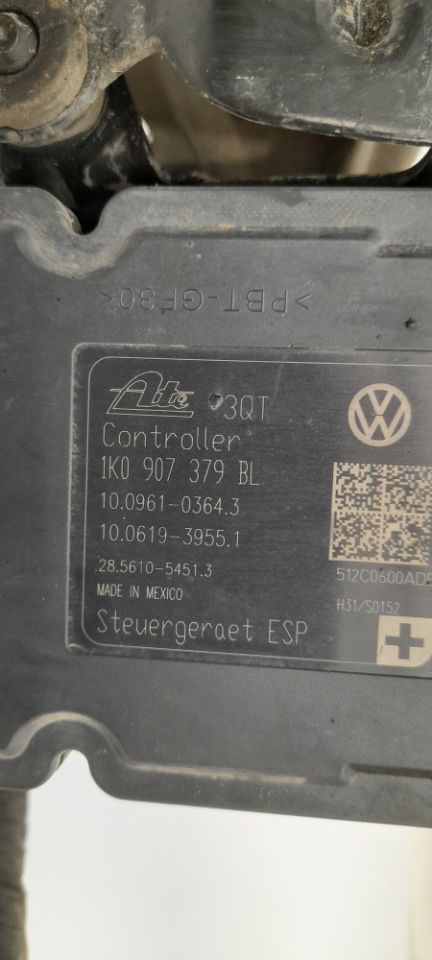 >PBT-GF30<
Ate 3QT
Controller
1K0 907 379 BL
10.0961-0364.3
10.0619-3955.1
28.5610-5451.3
MADE IN MEXICO
Steuergeraet ESP
512C0600AD5
H31/S0152